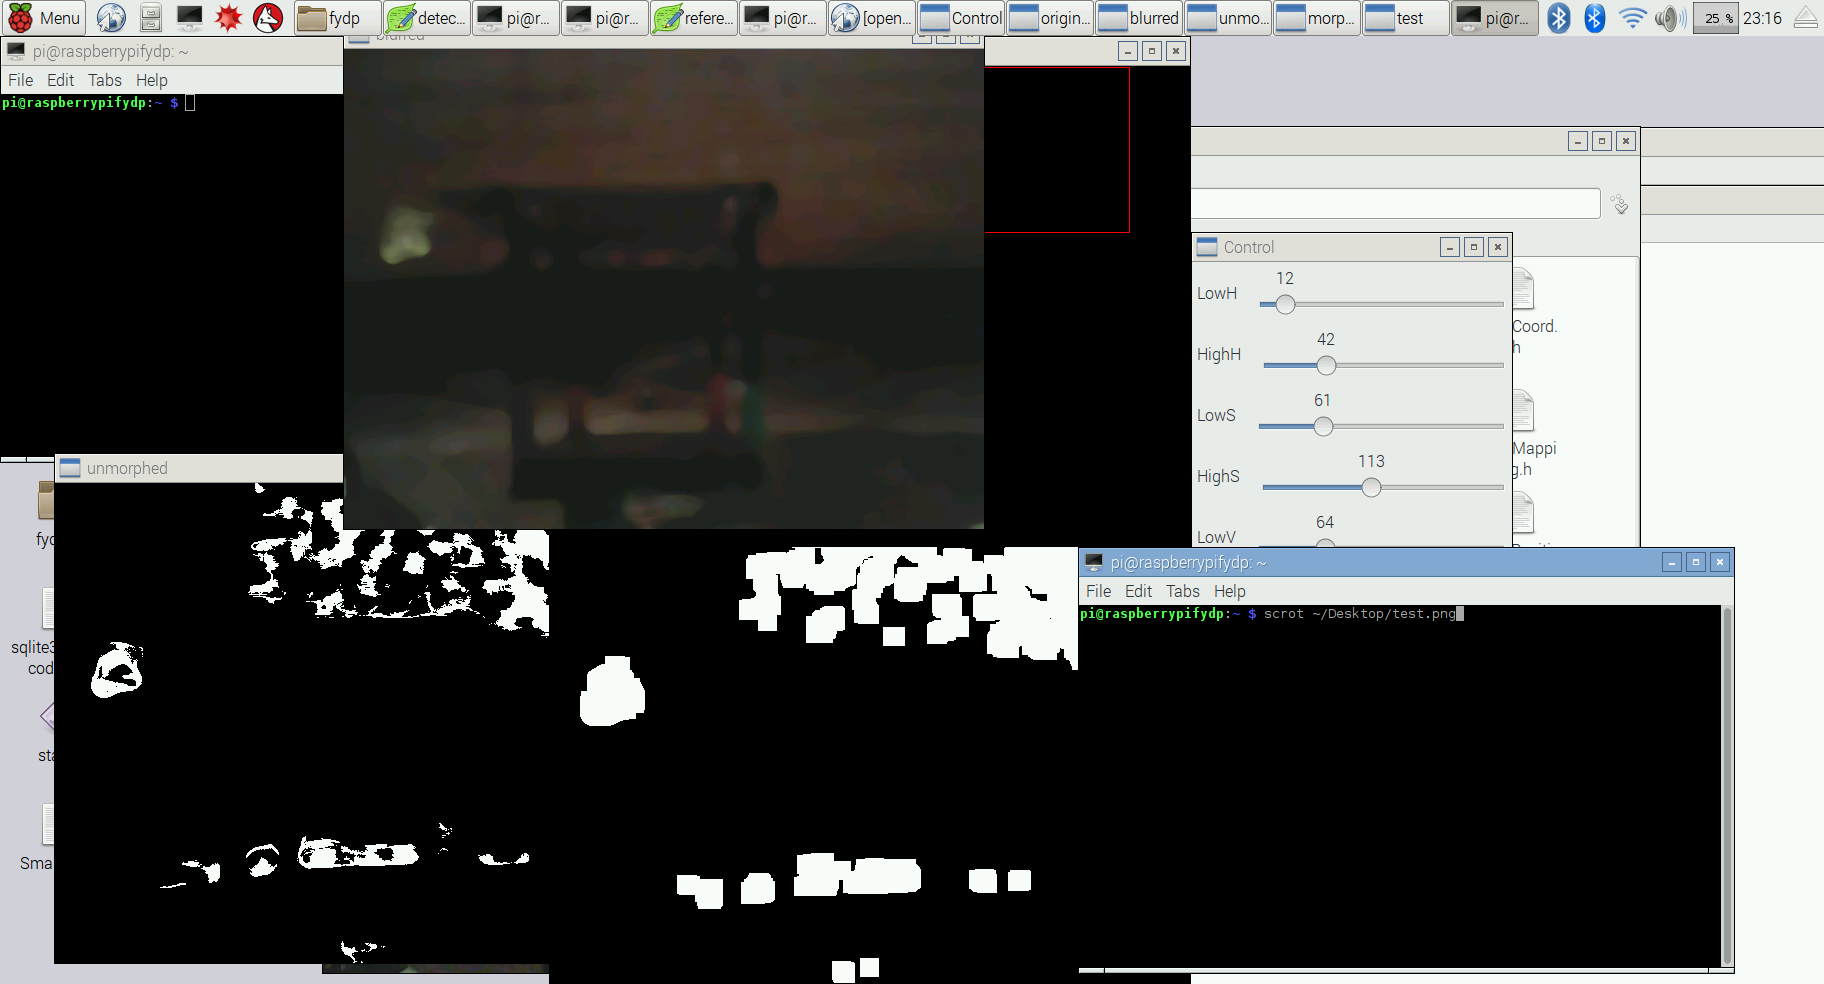 Menu
fydp
detec...
pi@r...
pi@r...
refere...
pi@r...
[open...
Control
origin...
blurred
unmo...
morp...
test
pi@r...
25 %
23:16
pi@raspberrypifydp: ~
File Edit Tabs Help
pi@raspberrypifydp:~ $
blurred
Control
LowH
12
HighH
42
LowS
61
HighS
113
LowV
64
Coord.
h
Mappi
g.h
unmorphed
fyc
sqlite3
cod
sta
Sma
pi@raspberrypifydp: ~
File Edit Tabs Help
pi@raspberrypifydp:~ $ scrot ~/Desktop/test.png